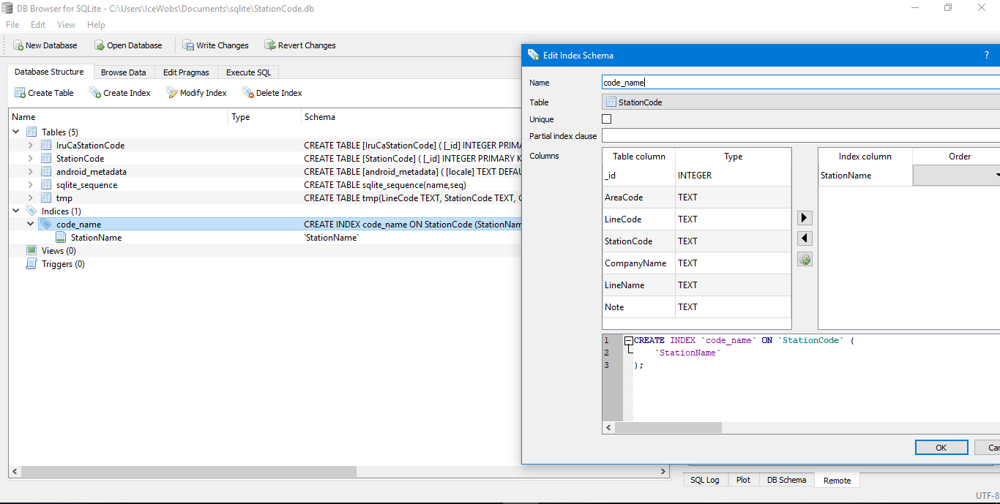 DB Browser for SQLite - C:\Users\IceWobs\Documents\sqlite\StationCode.db
File Edit View Help
New Database Open Database Write Changes Revert Changes
Database Structure Browse Data Edit Pragmas Execute SQL
Create Table Create Index Modify Index Delete Index
Name Type Schema
Tables (5)
IruCaStationCode CREATE TABLE [IruCaStationCode] ( [_id] INTEGER PRIMA
StationCode CREATE TABLE [StationCode] ( [_id] INTEGER PRIMARY K
android_metadata CREATE TABLE [android_metadata] ( [locale] TEXT DEFAU
sqlite_sequence CREATE TABLE sqlite_sequence(name,seq)
tmp CREATE TABLE tmp(LineCode TEXT, StationCode TEXT, C
Indices (1)
code_name CREATE INDEX code_name ON StationCode (StationNam
StationName `StationName`
Views (0)
Triggers (0)
Edit Index Schema ?
Name code_name
Table StationCode
Unique
Partial index clause
Columns
Table column Type
_id INTEGER
AreaCode TEXT
LineCode TEXT
StationCode TEXT
CompanyName TEXT
LineName TEXT
Note TEXT
Index column Order
StationName
1 CREATE INDEX `code_name` ON `StationCode` (
2 `StationName`
3 );
OK Can
SQL Log Plot DB Schema Remote
UTF-8